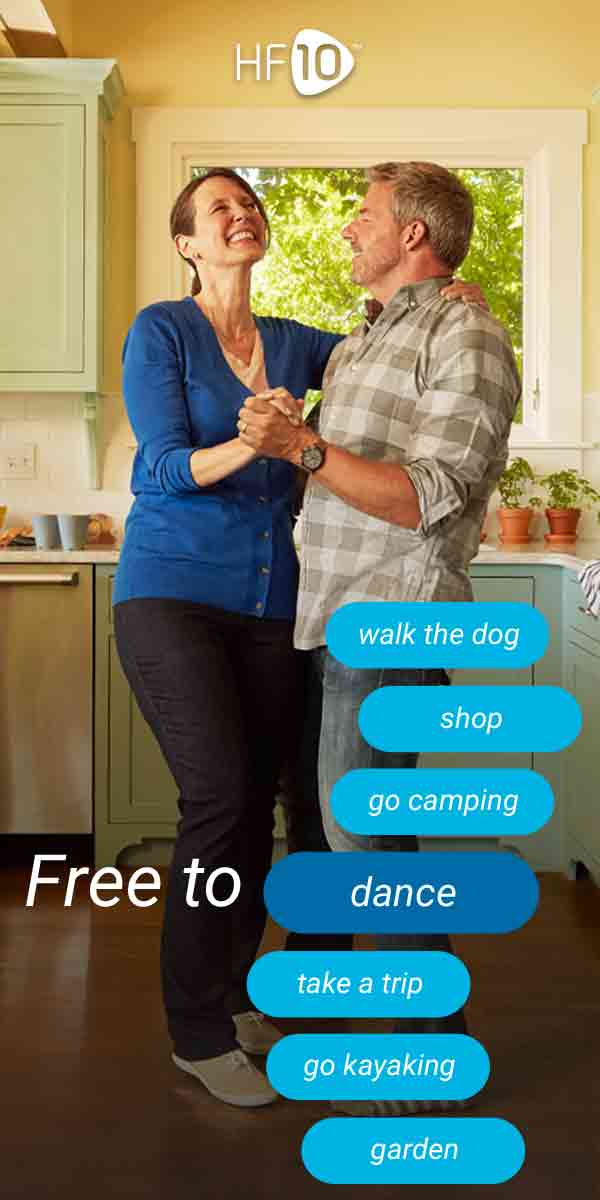 HF10™
walk the dog
shop
go camping
Free to dance
take a trip
go kayaking
garden